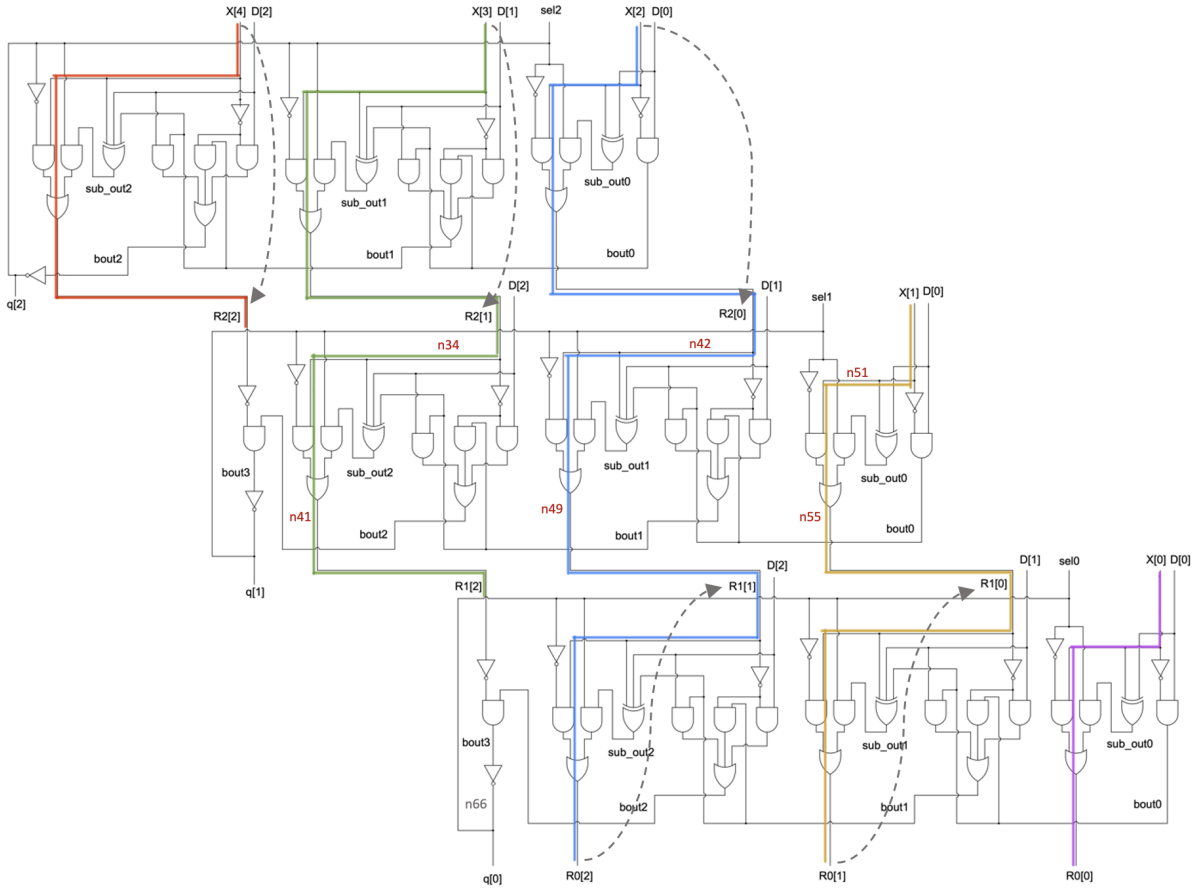 X[4] D[2] X[3] D[1] sel2 X[2] D[0]
sub_out2 sub_out1 sub_out0
bout2 bout1 bout0
q[2]
R2[2] R2[1] D[2] R2[0] D[1] sel1 X[1] D[0]
n34 n42 n51
bout3 sub_out2 sub_out1 sub_out0
n41 n49 n55
bout2 bout1 bout0
q[1]
R1[2] R1[1] D[2] R1[0] D[1] sel0 X[0] D[0]
bout3 sub_out2 sub_out1 sub_out0
n66 bout2 bout1 bout0
q[0] R0[2] R0[1] R0[0]